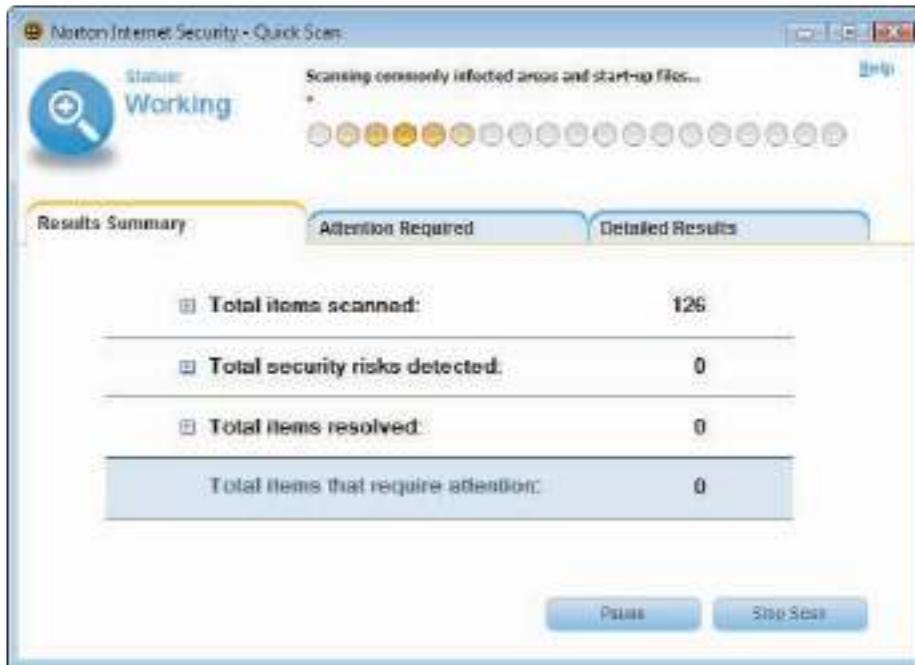 Norton Internet Security - Quick Scan
Status:
Working
Scanning commonly infected areas and start-up files...
Help
Results Summary
Attention Required
Detailed Results
Total items scanned: 126
Total security risks detected: 0
Total items resolved: 0
Total items that require attention: 0
Pause
Stop Scan